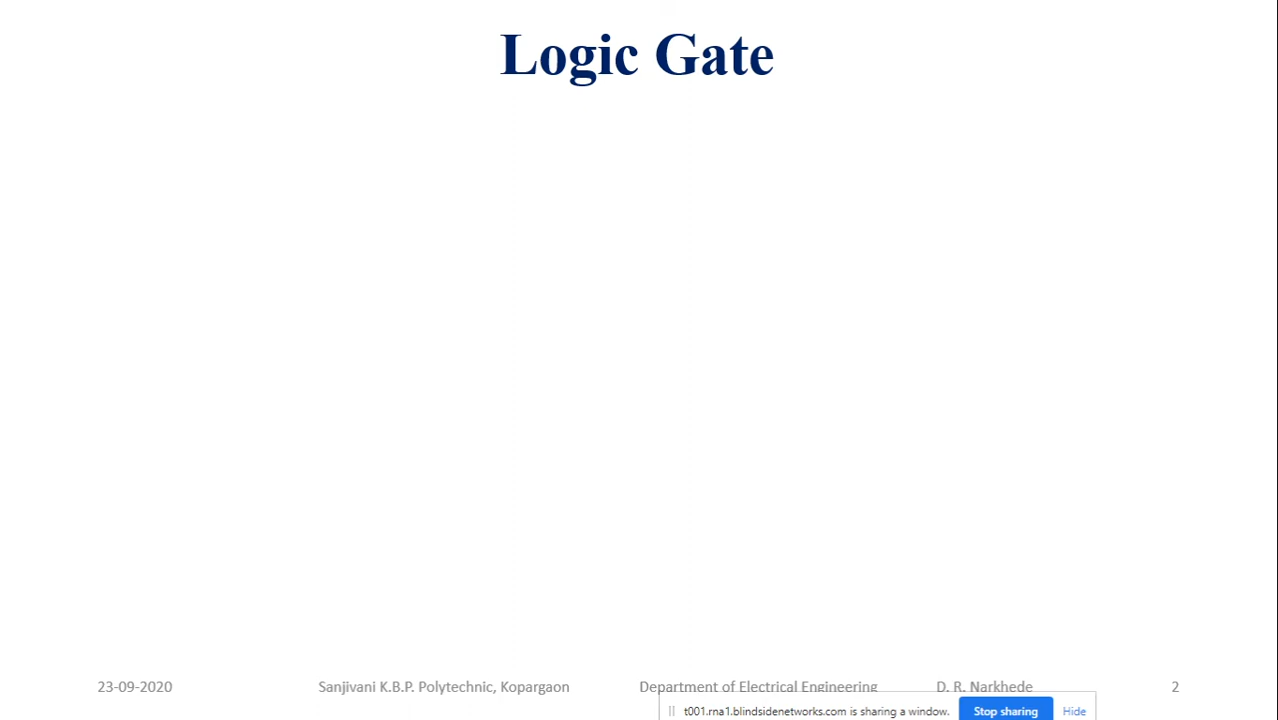 Logic Gate
23-09-2020 Sanjivani K.B.P. Polytechnic, Kopargaon Department of Electrical Engineering D. R. Narkhede 2
t001.rna1.blindsidenetworks.com is sharing a window. Stop sharing Hide